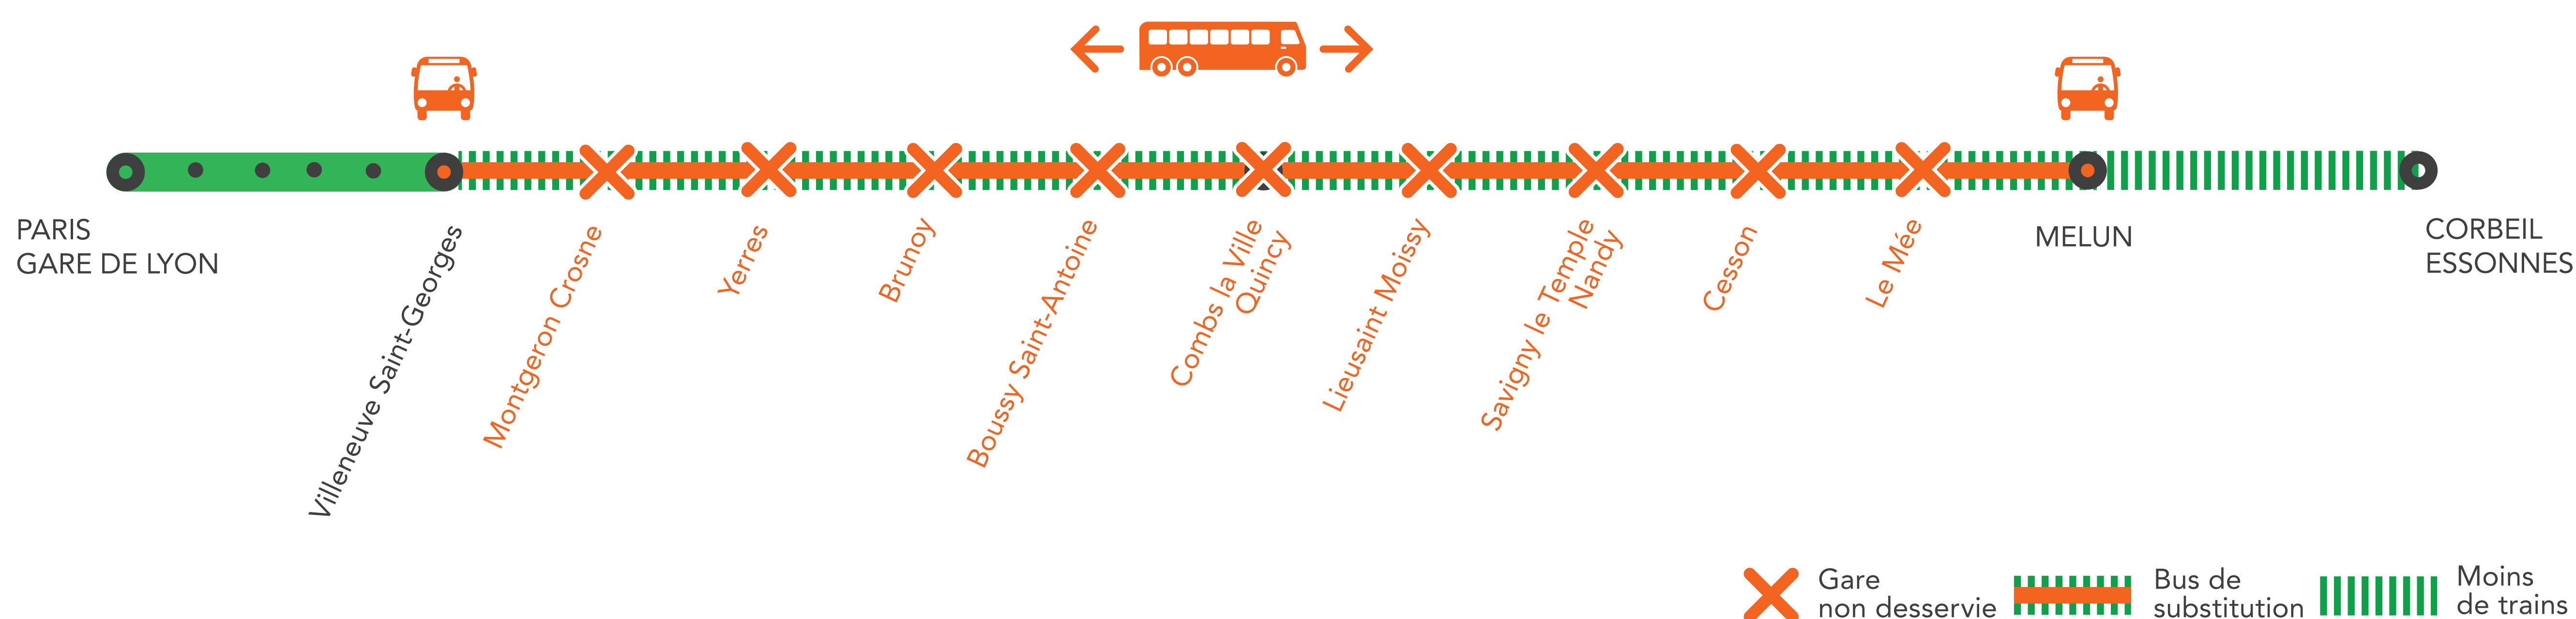 PARIS
GARE DE LYON
Villeneuve Saint-Georges
Montgeron Crosne
Yerres
Brunoy
Boussy Saint-Antoine
Combs la Ville
Quincy
Lieusaint Moissy
Savigny le Temple
Nandy
Cesson
Le Mée
MELUN
CORBEIL
ESSONNES
Gare
non desservie
Bus de
substitution
Moins
de trains